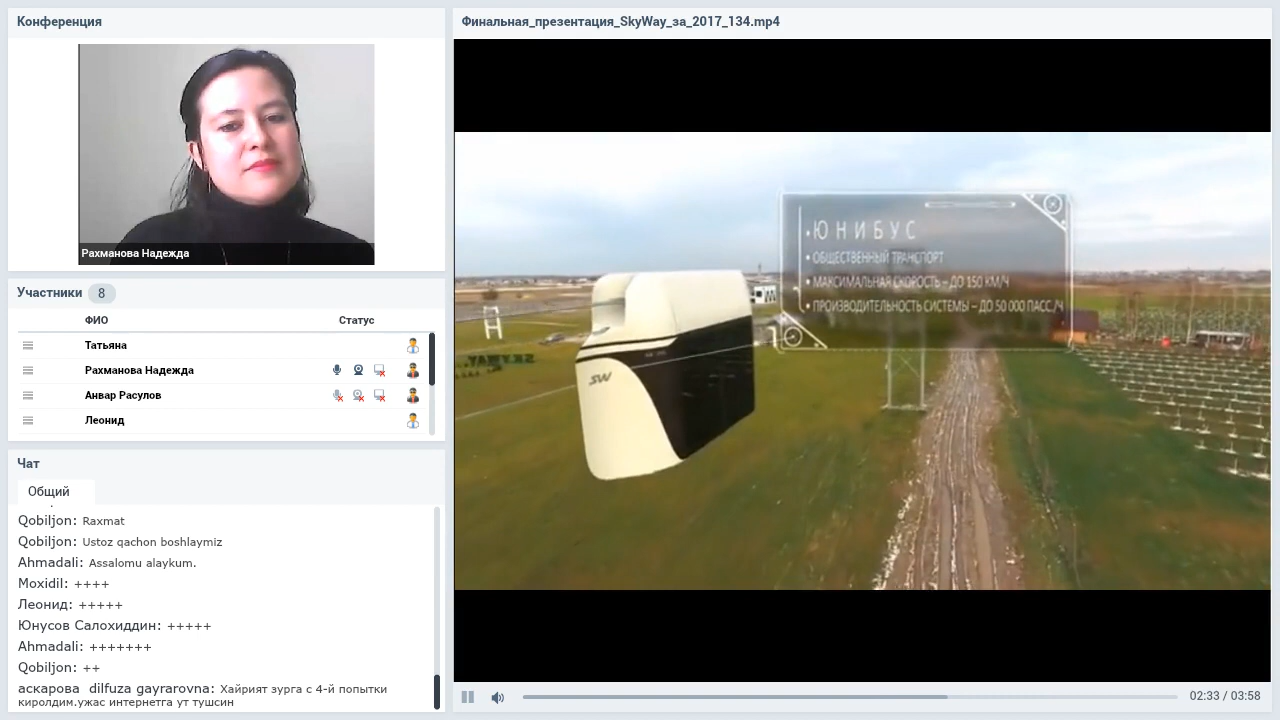 Конференция
Рахманова Надежда
Участники 8
ФИО Статус
Татьяна
Рахманова Надежда
Анвар Расулов
Леонид
Чат
Общий
Qobiljon: Raxmat
Qobiljon: Ustoz qachon boshlaymiz
Ahmadali: Assalomu alaykum.
Moxidil: ++++
Леонид: +++++
Юнусов Салохиддин: +++++
Ahmadali: +++++++
Qobiljon: ++
аскарова dilfuza gayrarovna: Хайрият зурга с 4-й попытки
киролдим.ужас интернетга ут тушсин
Финальная_презентация_SkyWay_за_2017_134.mp4
• ЮНИБУС
• ОБЩЕСТВЕННЫЙ ТРАНСПОРТ
• МАКСИМАЛЬНАЯ СКОРОСТЬ – ДО 150 КМ/Ч
• ПРОИЗВОДИТЕЛЬНОСТЬ СИСТЕМЫ – ДО 50 000 ПАСС./Ч
SKYWAY
SW
02:33 / 03:58